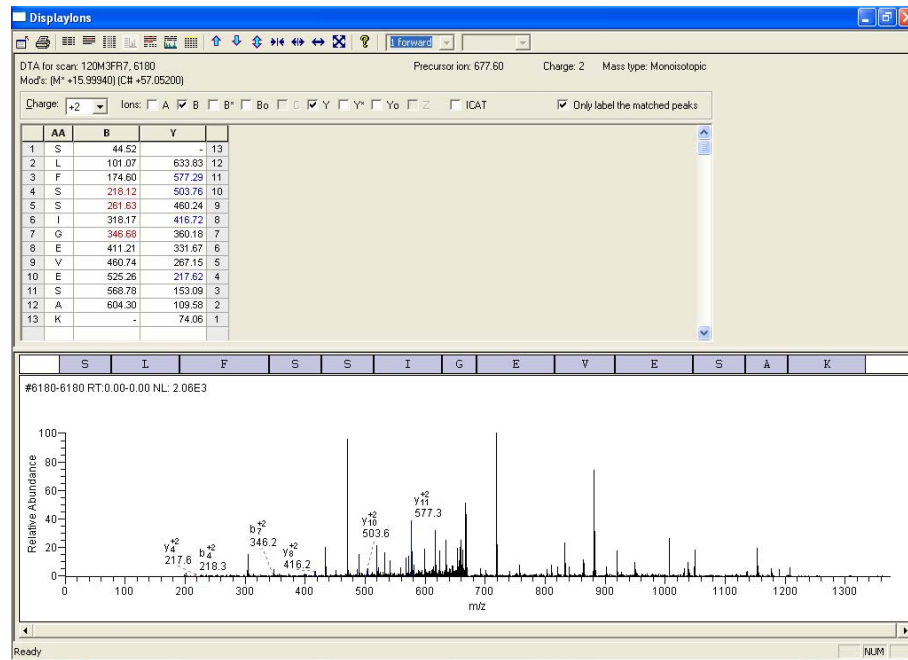 DisplayIons
1 forward
DTA for scan: 120M3FR7, 6180 Precursor ion: 677.60 Charge: 2 Mass type: Monoisotopic
Mod's: (M* +15.99940) (C# +57.05200)
Charge: +2 Ions: A B B* Bo C Y Y* Yo Z ICAT Only label the matched peaks
AA B Y
1 S 44.52 - 13
2 L 101.07 633.83 12
3 F 174.60 577.29 11
4 S 218.12 503.76 10
5 S 261.63 460.24 9
6 I 318.17 416.72 8
7 G 346.68 360.18 7
8 E 411.21 331.67 6
9 V 460.74 267.15 5
10 E 525.26 217.62 4
11 S 568.78 153.09 3
12 A 604.30 109.58 2
13 K - 74.06 1
S L F S S I G E V E S A K
#6180-6180 RT:0.00-0.00 NL: 2.06E3
Relative Abundance
100
80
60
40
20
0
y4+2
217.6
b4+2
218.3
b7+2
346.2
y8+2
416.2
y10+2
503.6
y11+2
577.3
0 100 200 300 400 500 600 700 800 900 1000 1100 1200 1300
m/z
Ready NUM